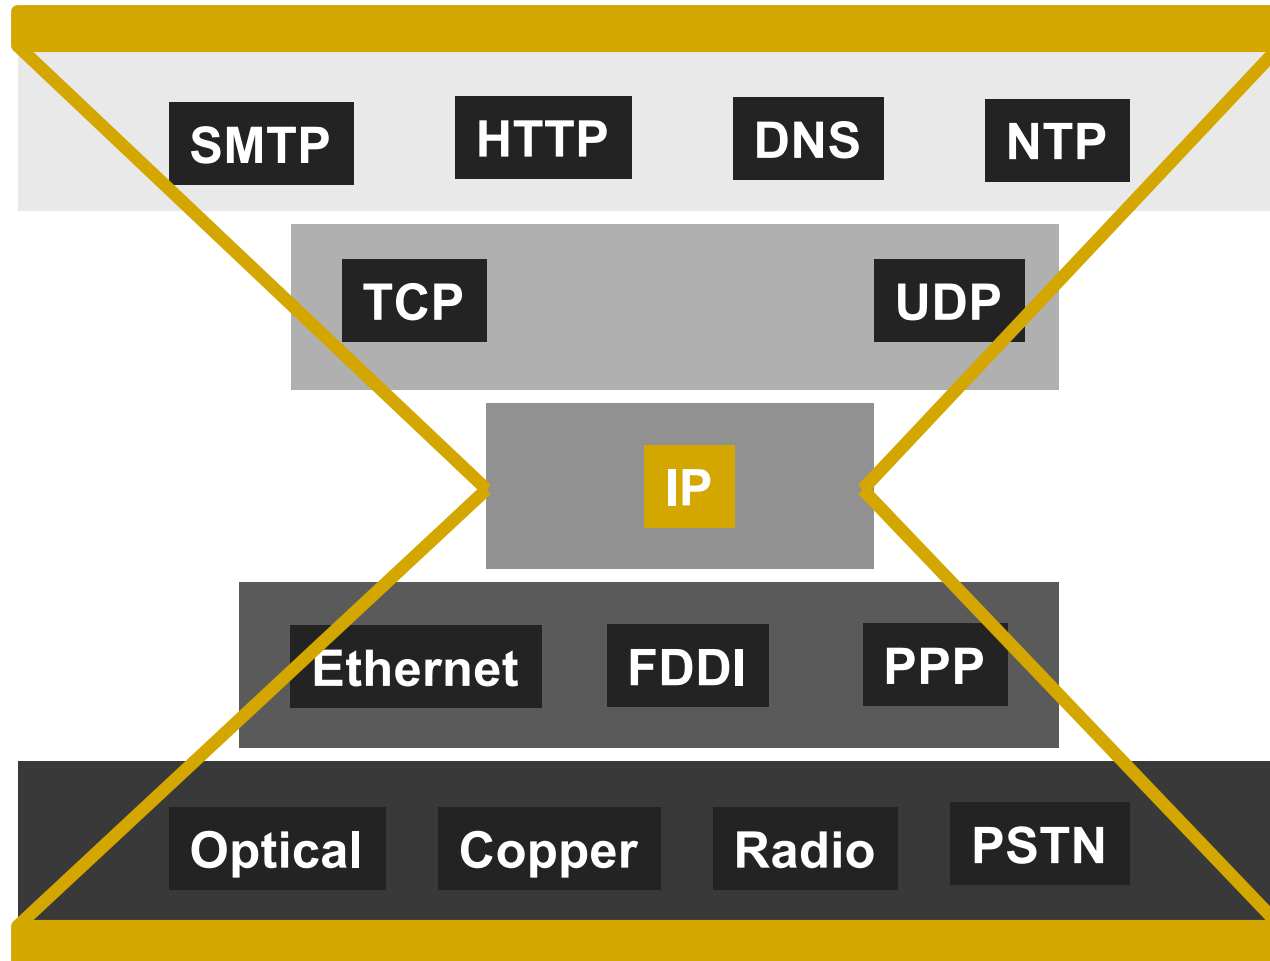 SMTP HTTP DNS NTP
TCP UDP
IP
Ethernet FDDI PPP
Optical Copper Radio PSTN